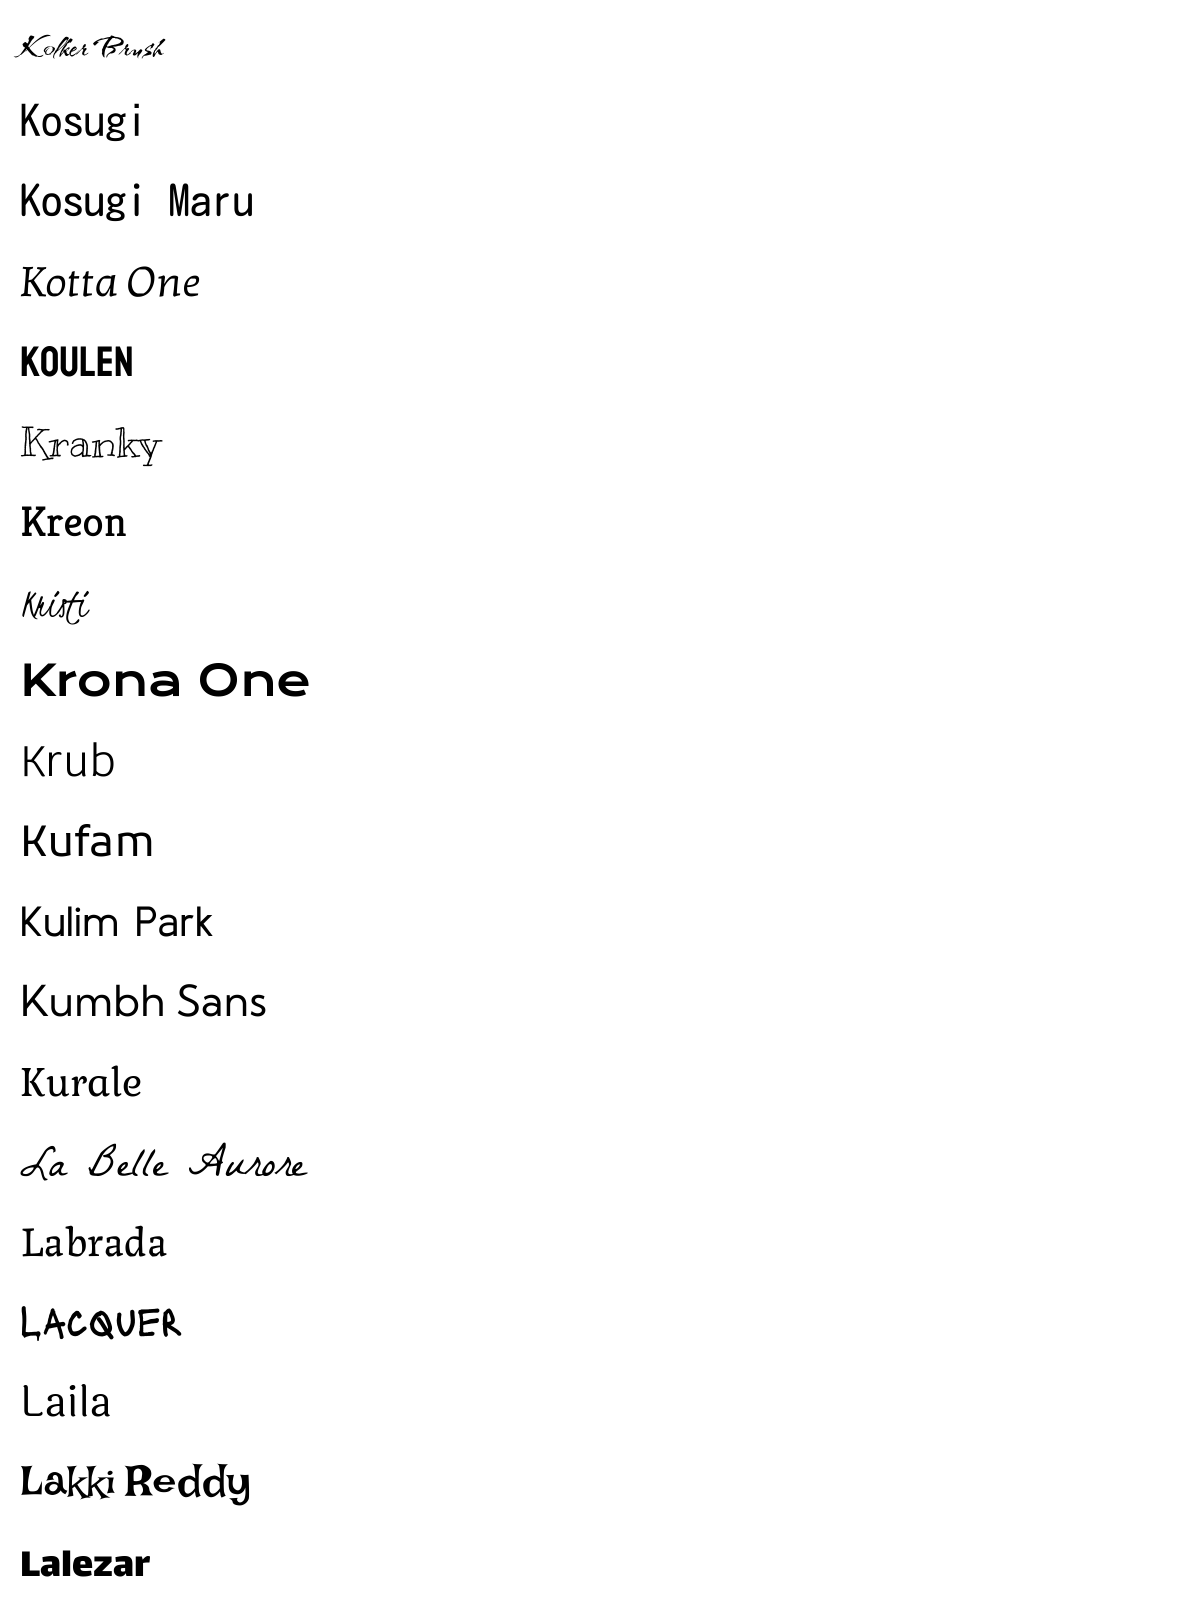 Kolker Brush
Kosugi
Kosugi Maru
Kotta One
KOULEN
Kranky
Kreon
Kristi
Krona One
Krub
Kufam
Kulim Park
Kumbh Sans
Kurale
La Belle Aurore
Labrada
LACQUER
Laila
Lakki Reddy
Lalezar